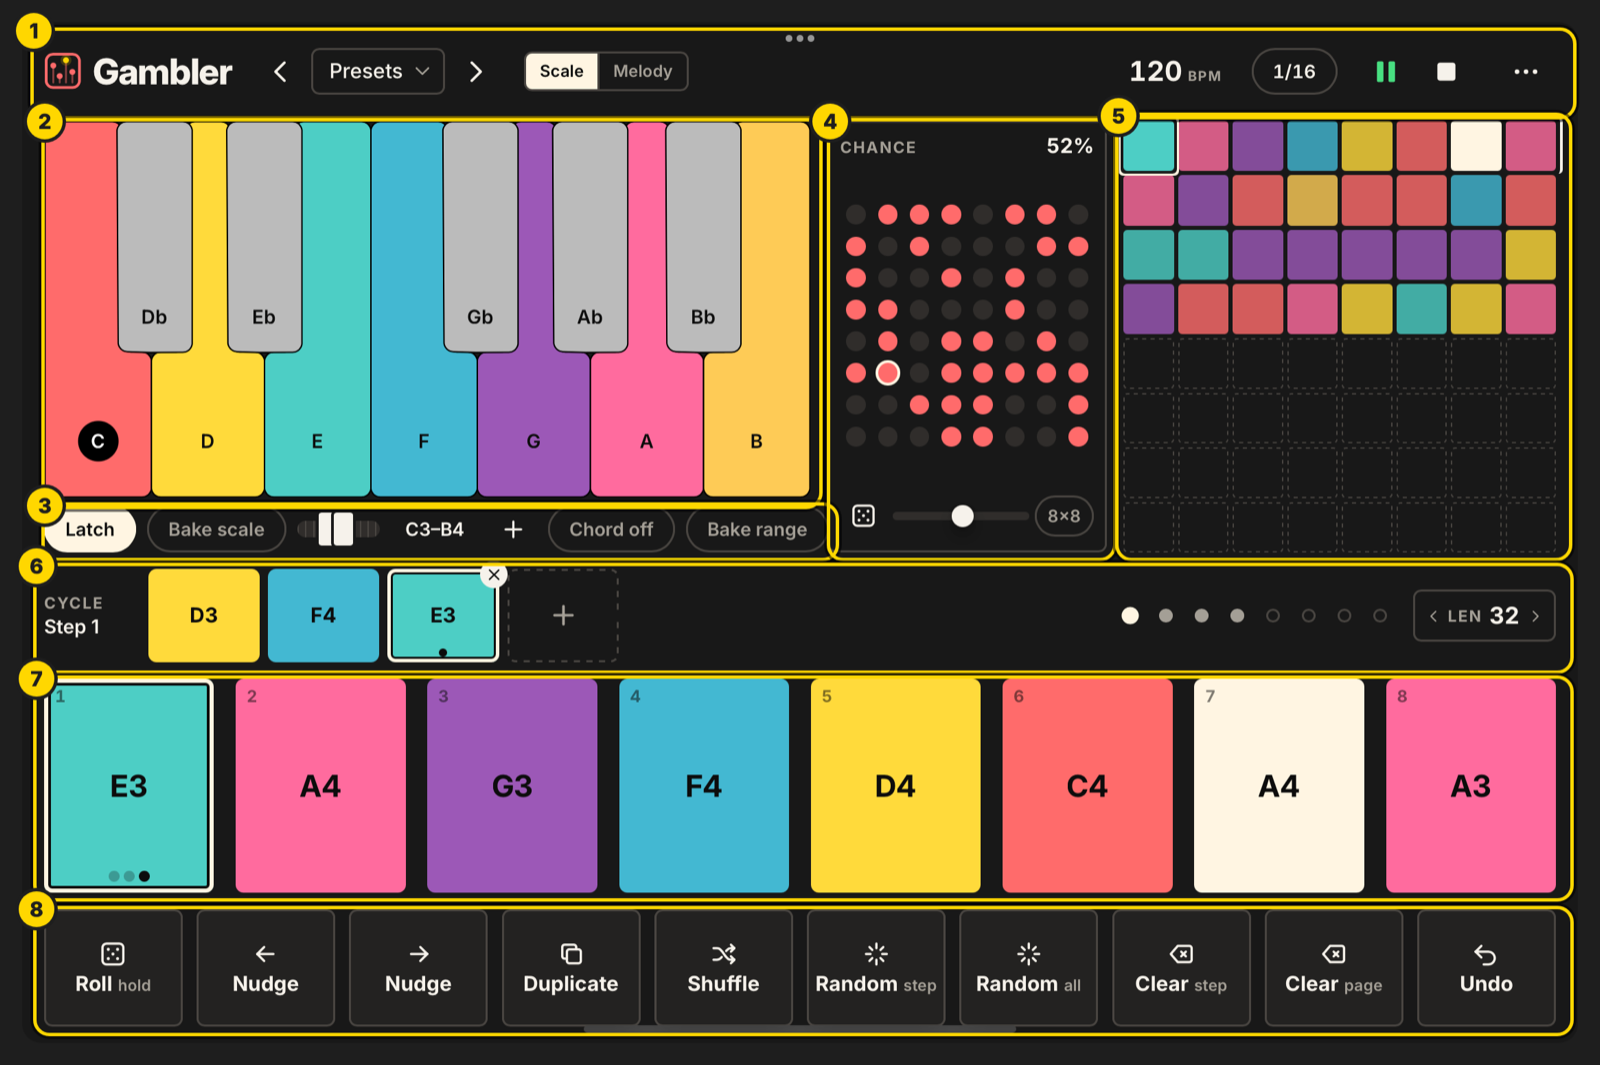 1
Gambler
Presets
Scale
Melody
120 BPM
1/16
2
Db
Eb
Gb
Ab
Bb
C
D
E
F
G
A
B
3
Latch
Bake scale
C3–B4
Chord off
Bake range
4
CHANCE
52%
8×8
5
6
CYCLE
Step 1
D3
F4
E3
LEN 32
7
1
E3
2
A4
3
G3
4
F4
5
D4
6
C4
7
A4
8
A3
8
Roll hold
Nudge
Nudge
Duplicate
Shuffle
Random step
Random all
Clear step
Clear page
Undo